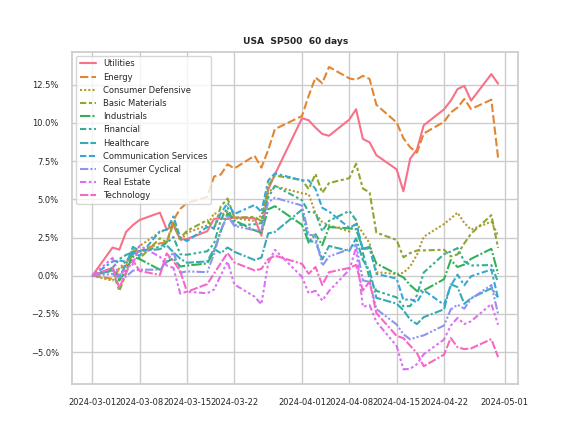 USA SP500 60 days
Utilities
Energy
Consumer Defensive
Basic Materials
Industrials
Financial
Healthcare
Communication Services
Consumer Cyclical
Real Estate
Technology
12.5%
10.0%
7.5%
5.0%
2.5%
0.0%
−2.5%
−5.0%
2024-03-01 2024-03-08 2024-03-15 2024-03-22 2024-04-01 2024-04-08 2024-04-15 2024-04-22 2024-05-01